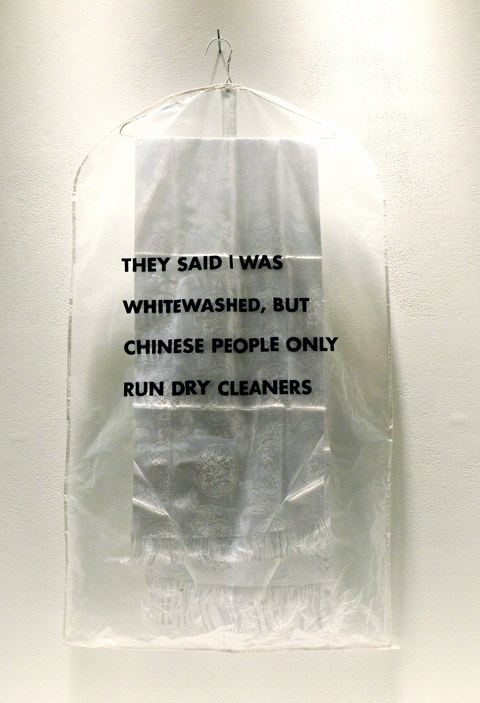 THEY SAID I WAS
WHITEWASHED, BUT
CHINESE PEOPLE ONLY
RUN DRY CLEANERS